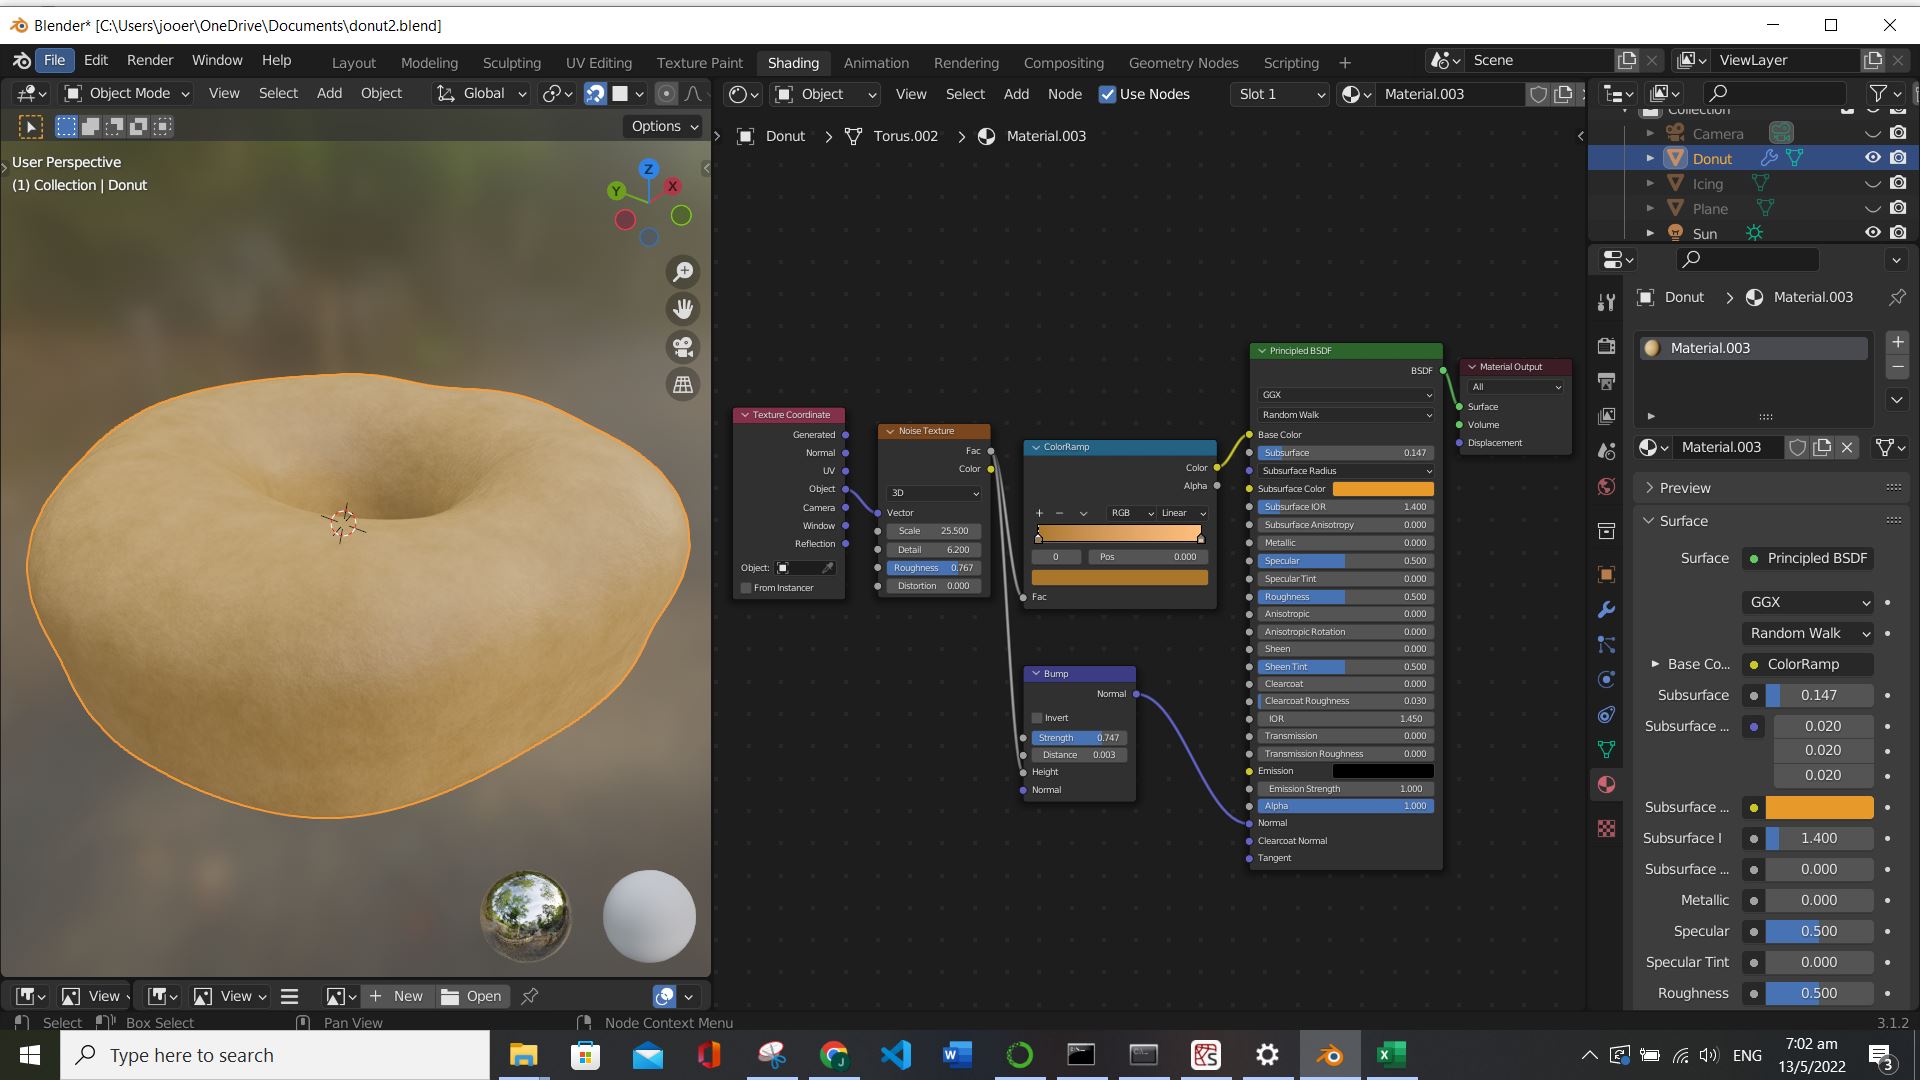 Blender* [C:\Users\jooer\OneDrive\Documents\donut2.blend]
File Edit Render Window Help Layout Modeling Sculpting UV Editing Texture Paint Shading Animation Rendering Compositing Geometry Nodes Scripting + Scene ViewLayer
Object Mode View Select Add Object Global
Object View Select Add Node Use Nodes Slot 1 Material.003
Options
User Perspective
(1) Collection | Donut
Z
Y
X
Donut > Torus.002 > Material.003
Texture Coordinate
Generated
Normal
UV
Object
Camera
Window
Reflection
Object:
From Instancer
Noise Texture
Fac
Color
3D
Vector
Scale 25.500
Detail 6.200
Roughness 0.767
Distortion 0.000
ColorRamp
Color
Alpha
+ − RGB Linear
0 Pos 0.000
Fac
Bump
Normal
Invert
Strength 0.747
Distance 0.003
Height
Normal
Principled BSDF
BSDF
GGX
Random Walk
Base Color
Subsurface 0.147
Subsurface Radius
Subsurface Color
Subsurface IOR 1.400
Subsurface Anisotropy 0.000
Metallic 0.000
Specular 0.500
Specular Tint 0.000
Roughness 0.500
Anisotropic 0.000
Anisotropic Rotation 0.000
Sheen 0.000
Sheen Tint 0.500
Clearcoat 0.000
Clearcoat Roughness 0.030
IOR 1.450
Transmission 0.000
Transmission Roughness 0.000
Emission
Emission Strength 1.000
Alpha 1.000
Normal
Clearcoat Normal
Tangent
Material Output
All
Surface
Volume
Displacement
Collection
Camera
Donut
Icing
Plane
Sun
Donut > Material.003
Material.003
Material.003
Preview
Surface
Surface Principled BSDF
GGX
Random Walk
Base Co... ColorRamp
Subsurface 0.147
Subsurface ... 0.020
0.020
0.020
Subsurface ...
Subsurface I 1.400
Subsurface ... 0.000
Metallic 0.000
Specular 0.500
Specular Tint 0.000
Roughness 0.500
View View + New Open
Select Box Select Pan View Node Context Menu 3.1.2
Type here to search
ENG
7:02 am
13/5/2022
3